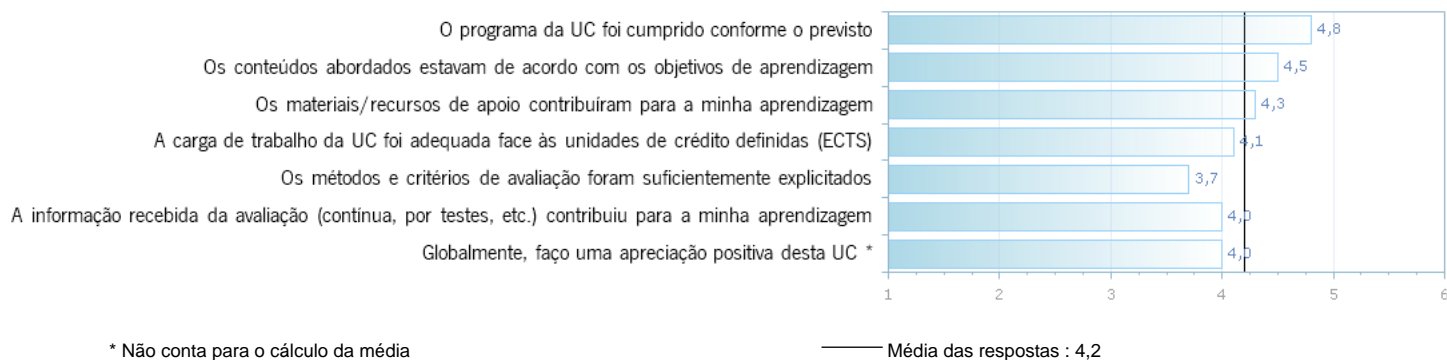 O programa da UC foi cumprido conforme o previsto 4,8
Os conteúdos abordados estavam de acordo com os objetivos de aprendizagem 4,5
Os materiais/recursos de apoio contribuíram para a minha aprendizagem 4,3
A carga de trabalho da UC foi adequada face às unidades de crédito definidas (ECTS) 4,1
Os métodos e critérios de avaliação foram suficientemente explicitados 3,7
A informação recebida da avaliação (contínua, por testes, etc.) contribuiu para a minha aprendizagem 4,0
Globalmente, faço uma apreciação positiva desta UC * 4,0
1 2 3 4 5 6
* Não conta para o cálculo da média Média das respostas : 4,2